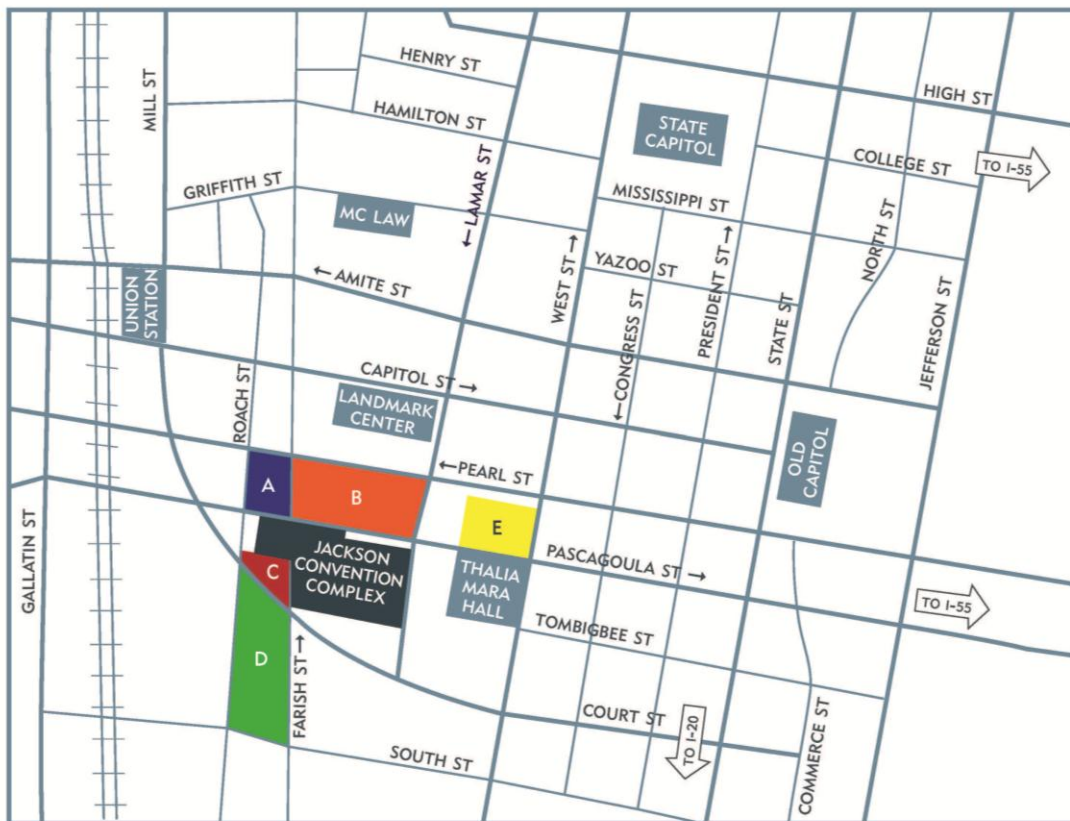 HENRY ST
HIGH ST
MILL ST
HAMILTON ST
STATE
CAPITOL
COLLEGE ST
TO I-55
← LAMAR ST
GRIFFITH ST
MISSISSIPPI ST
MC LAW
NORTH ST
PRESIDENT ST →
WEST ST →
YAZOO ST
← AMITE ST
UNION
STATION
←CONGRESS ST
STATE ST
JEFFERSON ST
CAPITOL ST →
ROACH ST
LANDMARK
CENTER
OLD
CAPITOL
←PEARL ST
A
B
E
GALLATIN ST
JACKSON
CONVENTION
COMPLEX
C
THALIA
MARA
HALL
PASCAGOULA ST →
TO I-55
TOMBIGBEE ST
D
FARISH ST →
COURT ST
TO I-20
COMMERCE ST
SOUTH ST